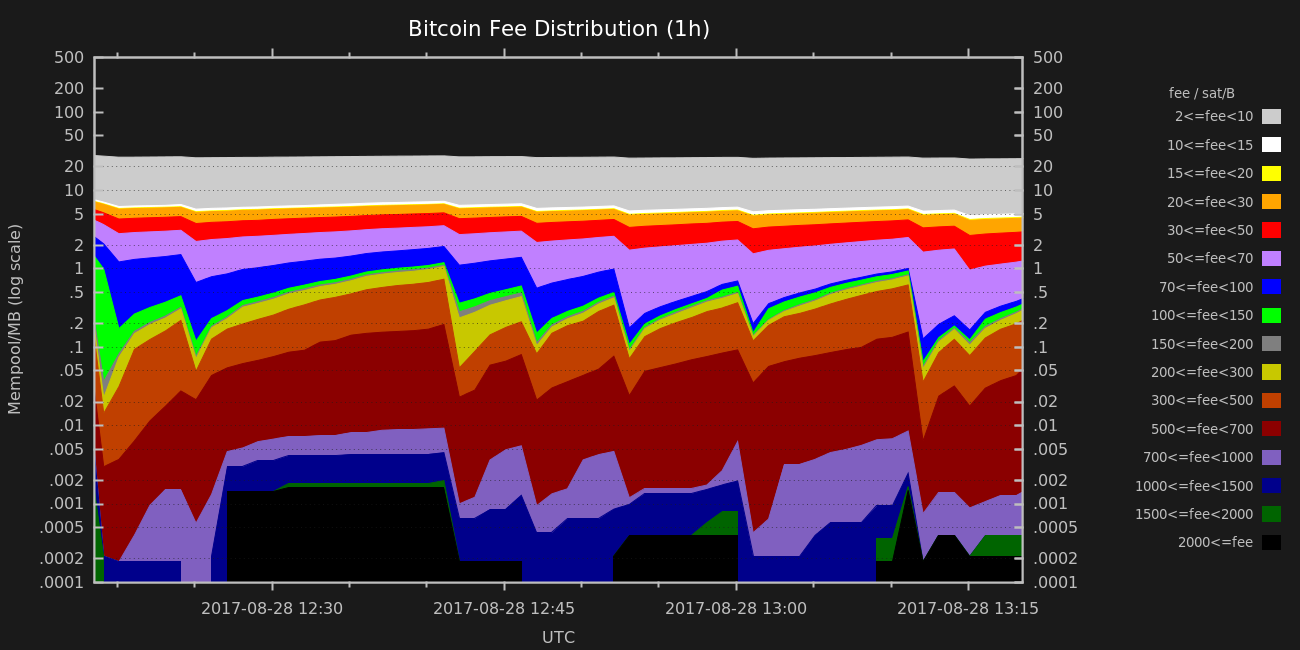 Bitcoin Fee Distribution (1h)
Mempool/MB (log scale)
500
200
100
50
20
10
5
2
1
.5
.2
.1
.05
.02
.01
.005
.002
.001
.0005
.0002
.0001
500
200
100
50
20
10
5
2
1
.5
.2
.1
.05
.02
.01
.005
.002
.001
.0005
.0002
.0001
2017-08-28 12:30 2017-08-28 12:45 2017-08-28 13:00 2017-08-28 13:15
UTC
fee / sat/B
2<=fee<10
10<=fee<15
15<=fee<20
20<=fee<30
30<=fee<50
50<=fee<70
70<=fee<100
100<=fee<150
150<=fee<200
200<=fee<300
300<=fee<500
500<=fee<700
700<=fee<1000
1000<=fee<1500
1500<=fee<2000
2000<=fee